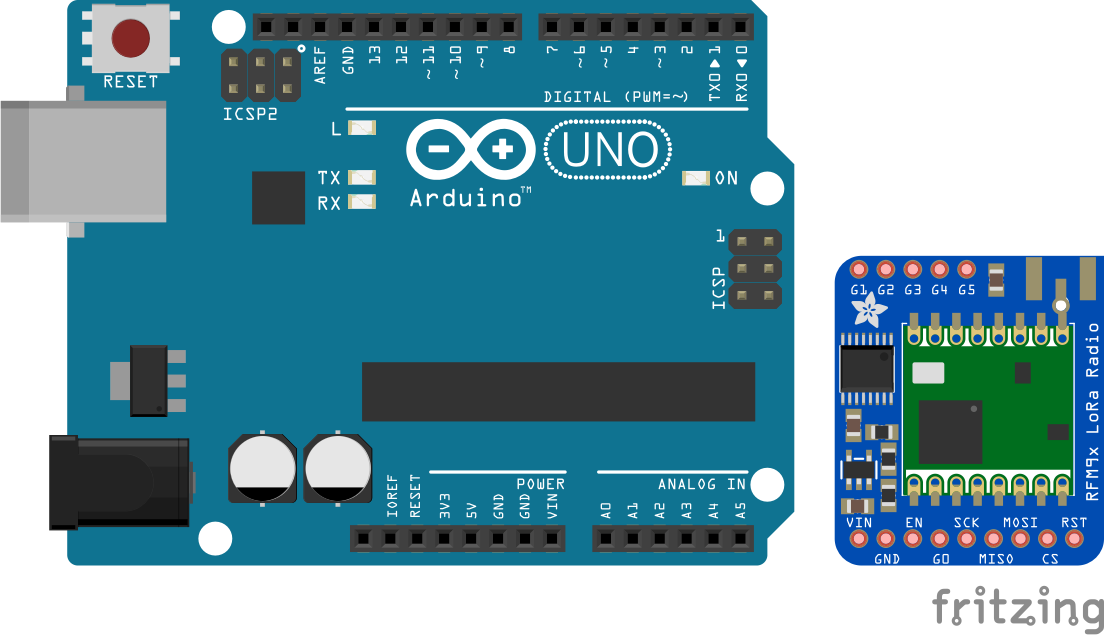 RESET
ICSP2
AREF
GND
13
12
~11
~10
~9
8
7
~6
~5
4
~3
2
TX0▶1
RX0◀0
DIGITAL (PWM=~)
L
TX
RX
Arduino™
UNO
ON
1
ICSP
IOREF
RESET
3V3
5V
GND
GND
VIN
POWER
A0
A1
A2
A3
A4
A5
ANALOG IN
G1 G2 G3 G4 G5
RFM9x LoRa Radio
VIN EN SCK MOSI RST
GND G0 MISO CS
fritzing